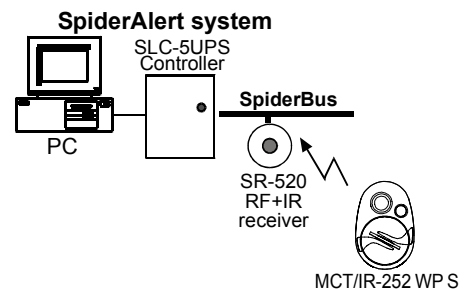 SpiderAlert system
SLC-5UPS
Controller
SpiderBus
PC
SR-520
RF+IR
receiver
MCT/IR-252 WP S